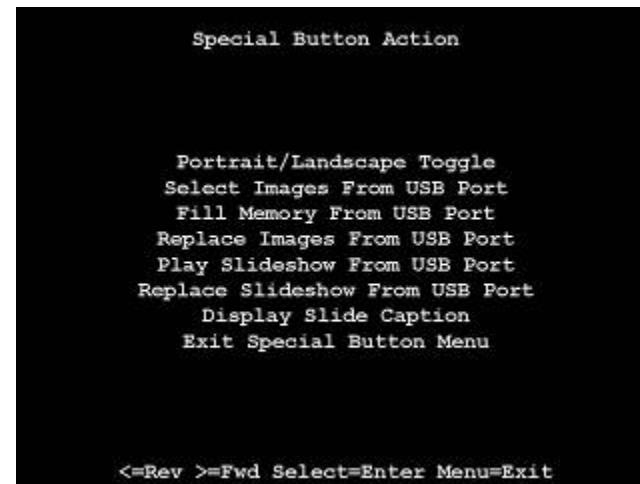 Special Button Action
Portrait/Landscape Toggle
Select Images From USB Port
Fill Memory From USB Port
Replace Images From USB Port
Play Slideshow From USB Port
Replace Slideshow From USB Port
Display Slide Caption
Exit Special Button Menu
<=Rev >=Fwd Select=Enter Menu=Exit